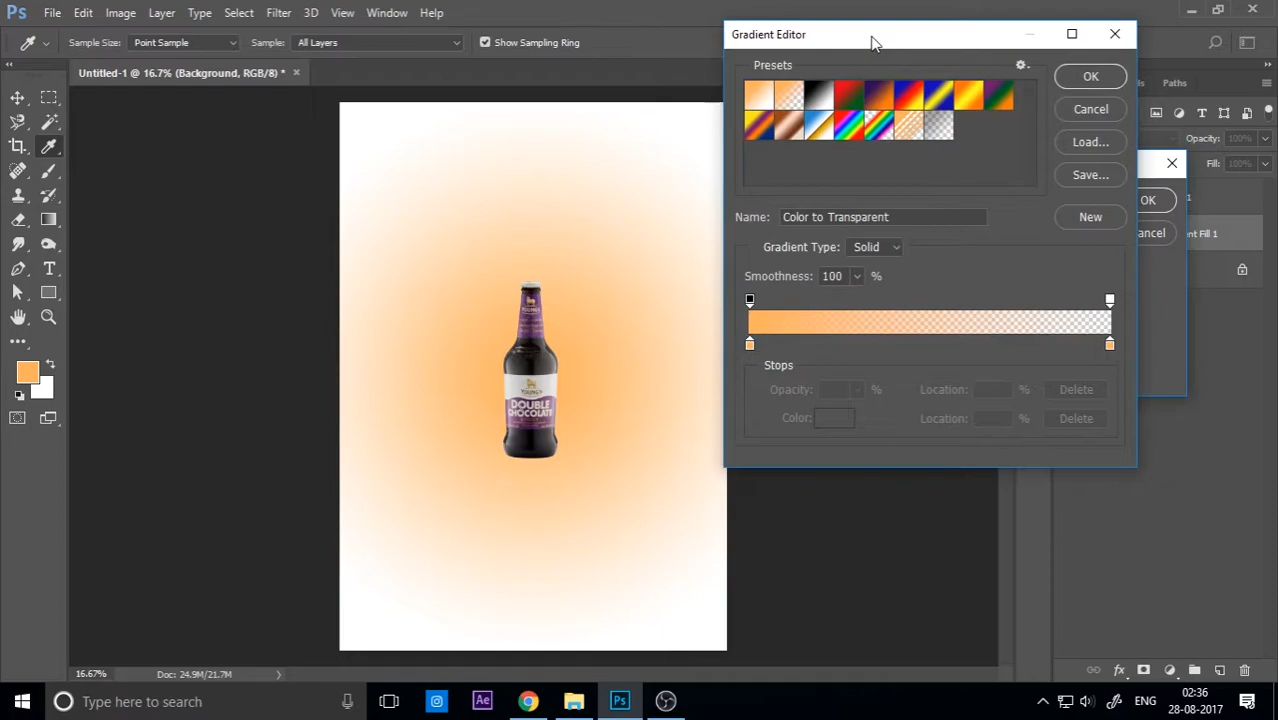 Ps File Edit Image Layer Type Select Filter 3D View Window Help
Sample Size: Point Sample Sample: All Layers Show Sampling Ring
Untitled-1 @ 16.7% (Background, RGB/8) *
Gradient Editor
Presets
OK
Cancel
Load...
Save...
Name: Color to Transparent
New
Gradient Type: Solid
Smoothness: 100 %
Stops
Opacity: % Location: % Delete
Color: Location: % Delete
Paths
Opacity: 100%
Fill: 100%
OK
ancel
1
nt Fill 1
YOUNG'S
DOUBLE
CHOCOLATE
16.67% Doc: 24.9M/21.7M
Type here to search
Ae
Ps
ENG
02:36
28-08-2017